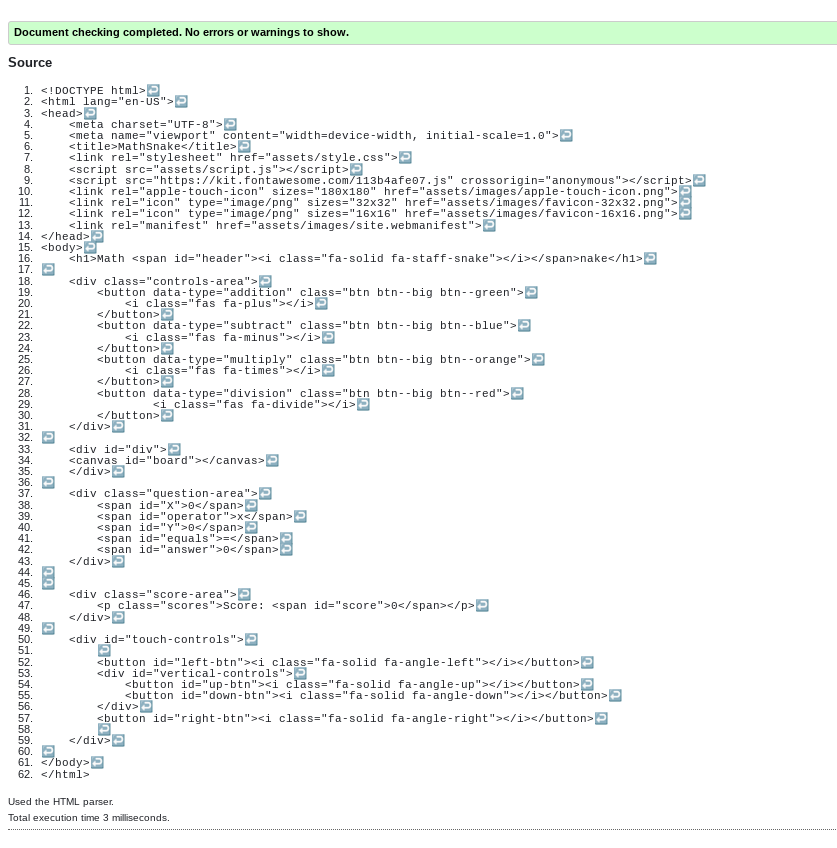 Document checking completed. No errors or warnings to show.
Source
1. <!DOCTYPE html>↩
2. <html lang="en-US">↩
3. <head>↩
4.     <meta charset="UTF-8">↩
5.     <meta name="viewport" content="width=device-width, initial-scale=1.0">↩
6.     <title>MathSnake</title>↩
7.     <link rel="stylesheet" href="assets/style.css">↩
8.     <script src="assets/script.js"></script>↩
9.     <script src="https://kit.fontawesome.com/113b4afe07.js" crossorigin="anonymous"></script>↩
10.     <link rel="apple-touch-icon" sizes="180x180" href="assets/images/apple-touch-icon.png">↩
11.     <link rel="icon" type="image/png" sizes="32x32" href="assets/images/favicon-32x32.png">↩
12.     <link rel="icon" type="image/png" sizes="16x16" href="assets/images/favicon-16x16.png">↩
13.     <link rel="manifest" href="assets/images/site.webmanifest">↩
14. </head>↩
15. <body>↩
16.     <h1>Math <span id="header"><i class="fa-solid fa-staff-snake"></i></span>nake</h1>↩
17. ↩
18.     <div class="controls-area">↩
19.         <button data-type="addition" class="btn btn--big btn--green">↩
20.             <i class="fas fa-plus"></i>↩
21.         </button>↩
22.         <button data-type="subtract" class="btn btn--big btn--blue">↩
23.             <i class="fas fa-minus"></i>↩
24.         </button>↩
25.         <button data-type="multiply" class="btn btn--big btn--orange">↩
26.             <i class="fas fa-times"></i>↩
27.         </button>↩
28.         <button data-type="division" class="btn btn--big btn--red">↩
29.                 <i class="fas fa-divide"></i>↩
30.         </button>↩
31.     </div>↩
32. ↩
33.     <div id="div">↩
34.     <canvas id="board"></canvas>↩
35.     </div>↩
36. ↩
37.     <div class="question-area">↩
38.         <span id="X">0</span>↩
39.         <span id="operator">x</span>↩
40.         <span id="Y">0</span>↩
41.         <span id="equals">=</span>↩
42.         <span id="answer">0</span>↩
43.     </div>↩
44. ↩
45. ↩
46.     <div class="score-area">↩
47.         <p class="scores">Score: <span id="score">0</span></p>↩
48.     </div>↩
49. ↩
50.     <div id="touch-controls">↩
51.         ↩
52.         <button id="left-btn"><i class="fa-solid fa-angle-left"></i></button>↩
53.         <div id="vertical-controls">↩
54.             <button id="up-btn"><i class="fa-solid fa-angle-up"></i></button>↩
55.             <button id="down-btn"><i class="fa-solid fa-angle-down"></i></button>↩
56.         </div>↩
57.         <button id="right-btn"><i class="fa-solid fa-angle-right"></i></button>↩
58.         ↩
59.     </div>↩
60. ↩
61. </body>↩
62. </html>
Used the HTML parser.
Total execution time 3 milliseconds.